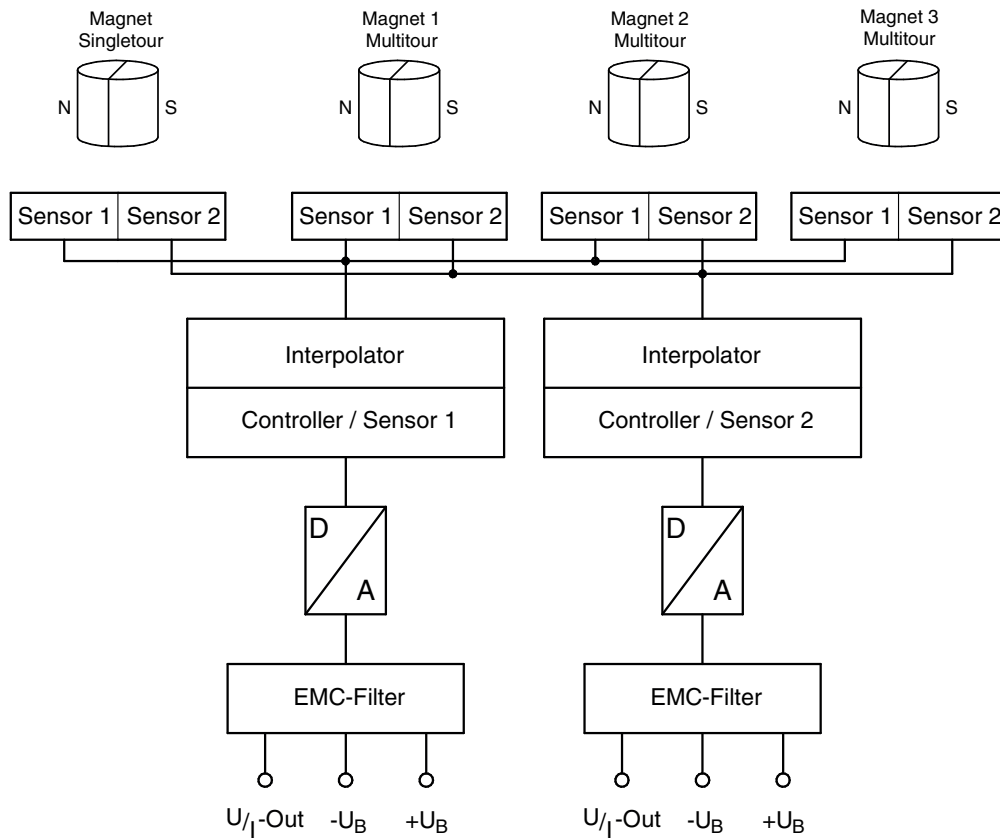 Magnet
Singletour
Magnet 1
Multitour
Magnet 2
Multitour
Magnet 3
Multitour
N S N S N S N S
Sensor 1 Sensor 2 Sensor 1 Sensor 2 Sensor 1 Sensor 2 Sensor 1 Sensor 2
Interpolator Interpolator
Controller / Sensor 1 Controller / Sensor 2
D D
A A
EMC-Filter EMC-Filter
U/I-Out -UB +UB U/I-Out -UB +UB